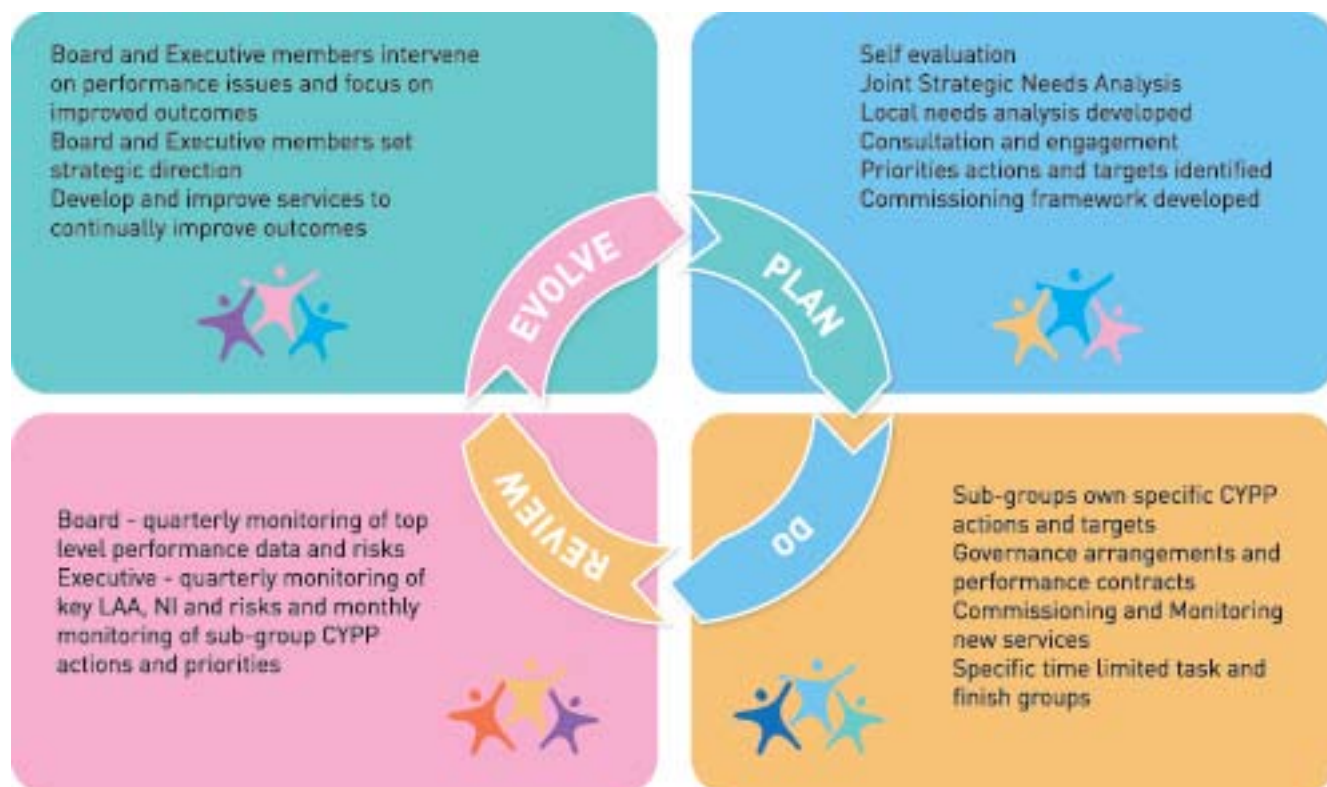 Board and Executive members intervene
on performance issues and focus on
improved outcomes
Board and Executive members set
strategic direction
Develop and improve services to
continually improve outcomes
Self evaluation
Joint Strategic Needs Analysis
Local needs analysis developed
Consultation and engagement
Priorities actions and targets identified
Commissioning framework developed
EVOLVE
PLAN
REVIEW
DO
Board - quarterly monitoring of top
level performance data and risks
Executive - quarterly monitoring of
key LAA, NI and risks and monthly
monitoring of sub-group CYPP
actions and priorities
Sub-groups own specific CYPP
actions and targets
Governance arrangements and
performance contracts
Commissioning and Monitoring
new services
Specific time limited task and
finish groups